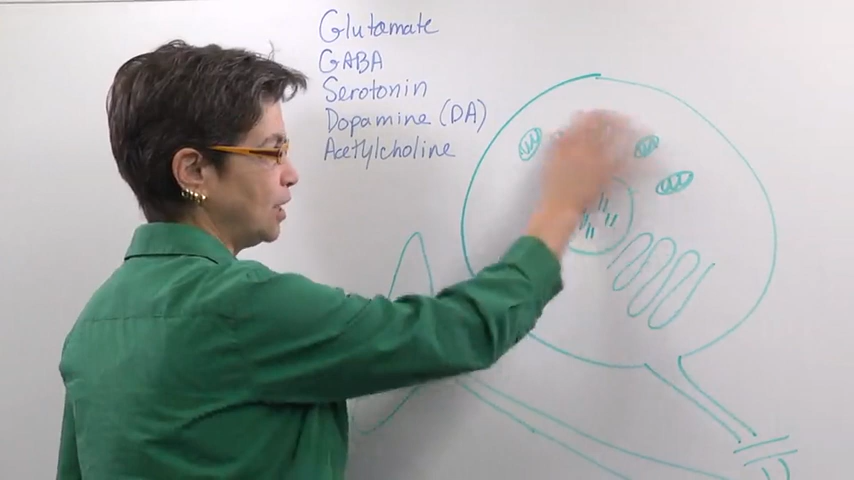 Glutamate
GABA
Serotonin
Dopamine (DA)
Acetylcholine